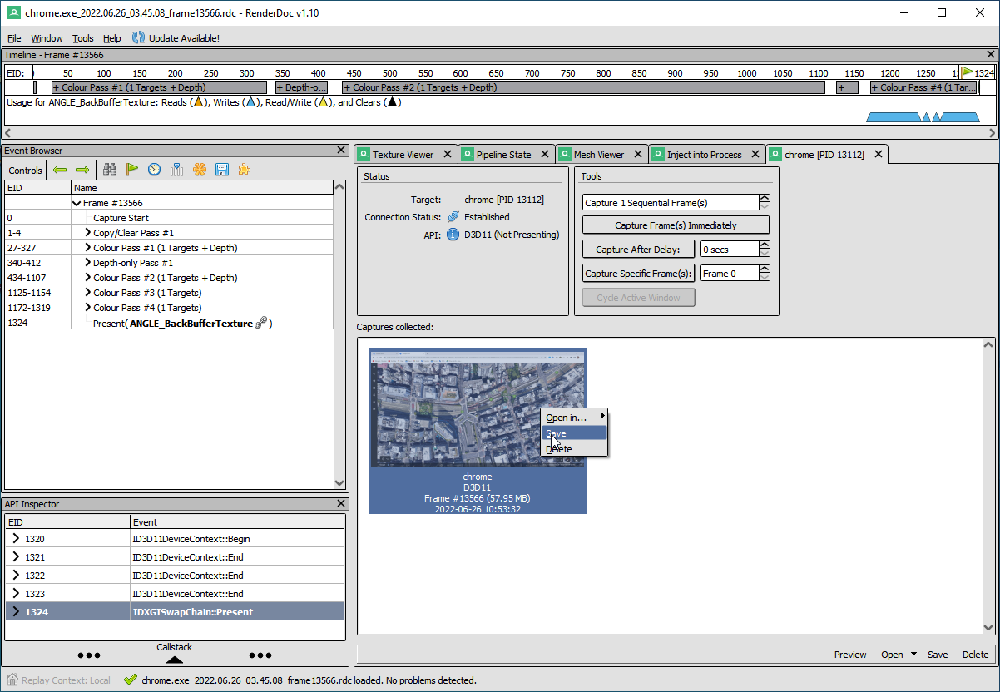 chrome.exe_2022.06.26_03.45.08_frame13566.rdc - RenderDoc v1.10
File Window Tools Help Update Available!
Timeline - Frame #13566
EID: 50 100 150 200 250 300 350 400 450 500 550 600 650 700 750 800 850 900 950 1000 1050 1100 1150 1200 1250 1324
+ Colour Pass #1 (1 Targets + Depth) + Depth-o... + Colour Pass #2 (1 Targets + Depth) + + Colour Pass #4 (1 Tar...
Usage for ANGLE_BackBufferTexture: Reads ( ), Writes ( ), Read/Write ( ), and Clears ( )
Event Browser
Controls
EID Name
Frame #13566
0 Capture Start
1-4 Copy/Clear Pass #1
27-327 Colour Pass #1 (1 Targets + Depth)
340-412 Depth-only Pass #1
434-1107 Colour Pass #2 (1 Targets + Depth)
1125-1154 Colour Pass #3 (1 Targets)
1172-1319 Colour Pass #4 (1 Targets)
1324 Present( ANGLE_BackBufferTexture )
API Inspector
EID Event
1320 ID3D11DeviceContext::Begin
1321 ID3D11DeviceContext::End
1322 ID3D11DeviceContext::End
1323 ID3D11DeviceContext::End
1324 IDXGISwapChain::Present
Callstack
Texture Viewer Pipeline State Mesh Viewer Inject into Process chrome [PID 13112]
Status
Target: chrome [PID 13112]
Connection Status: Established
API: D3D11 (Not Presenting)
Tools
Capture 1 Sequential Frame(s)
Capture Frame(s) Immediately
Capture After Delay: 0 secs
Capture Specific Frame(s): Frame 0
Cycle Active Window
Captures collected:
Open in...
Save
Delete
chrome
D3D11
Frame #13566 (57.95 MB)
2022-06-26 10:53:32
Preview Open Save Delete
Replay Context: Local chrome.exe_2022.06.26_03.45.08_frame13566.rdc loaded. No problems detected.